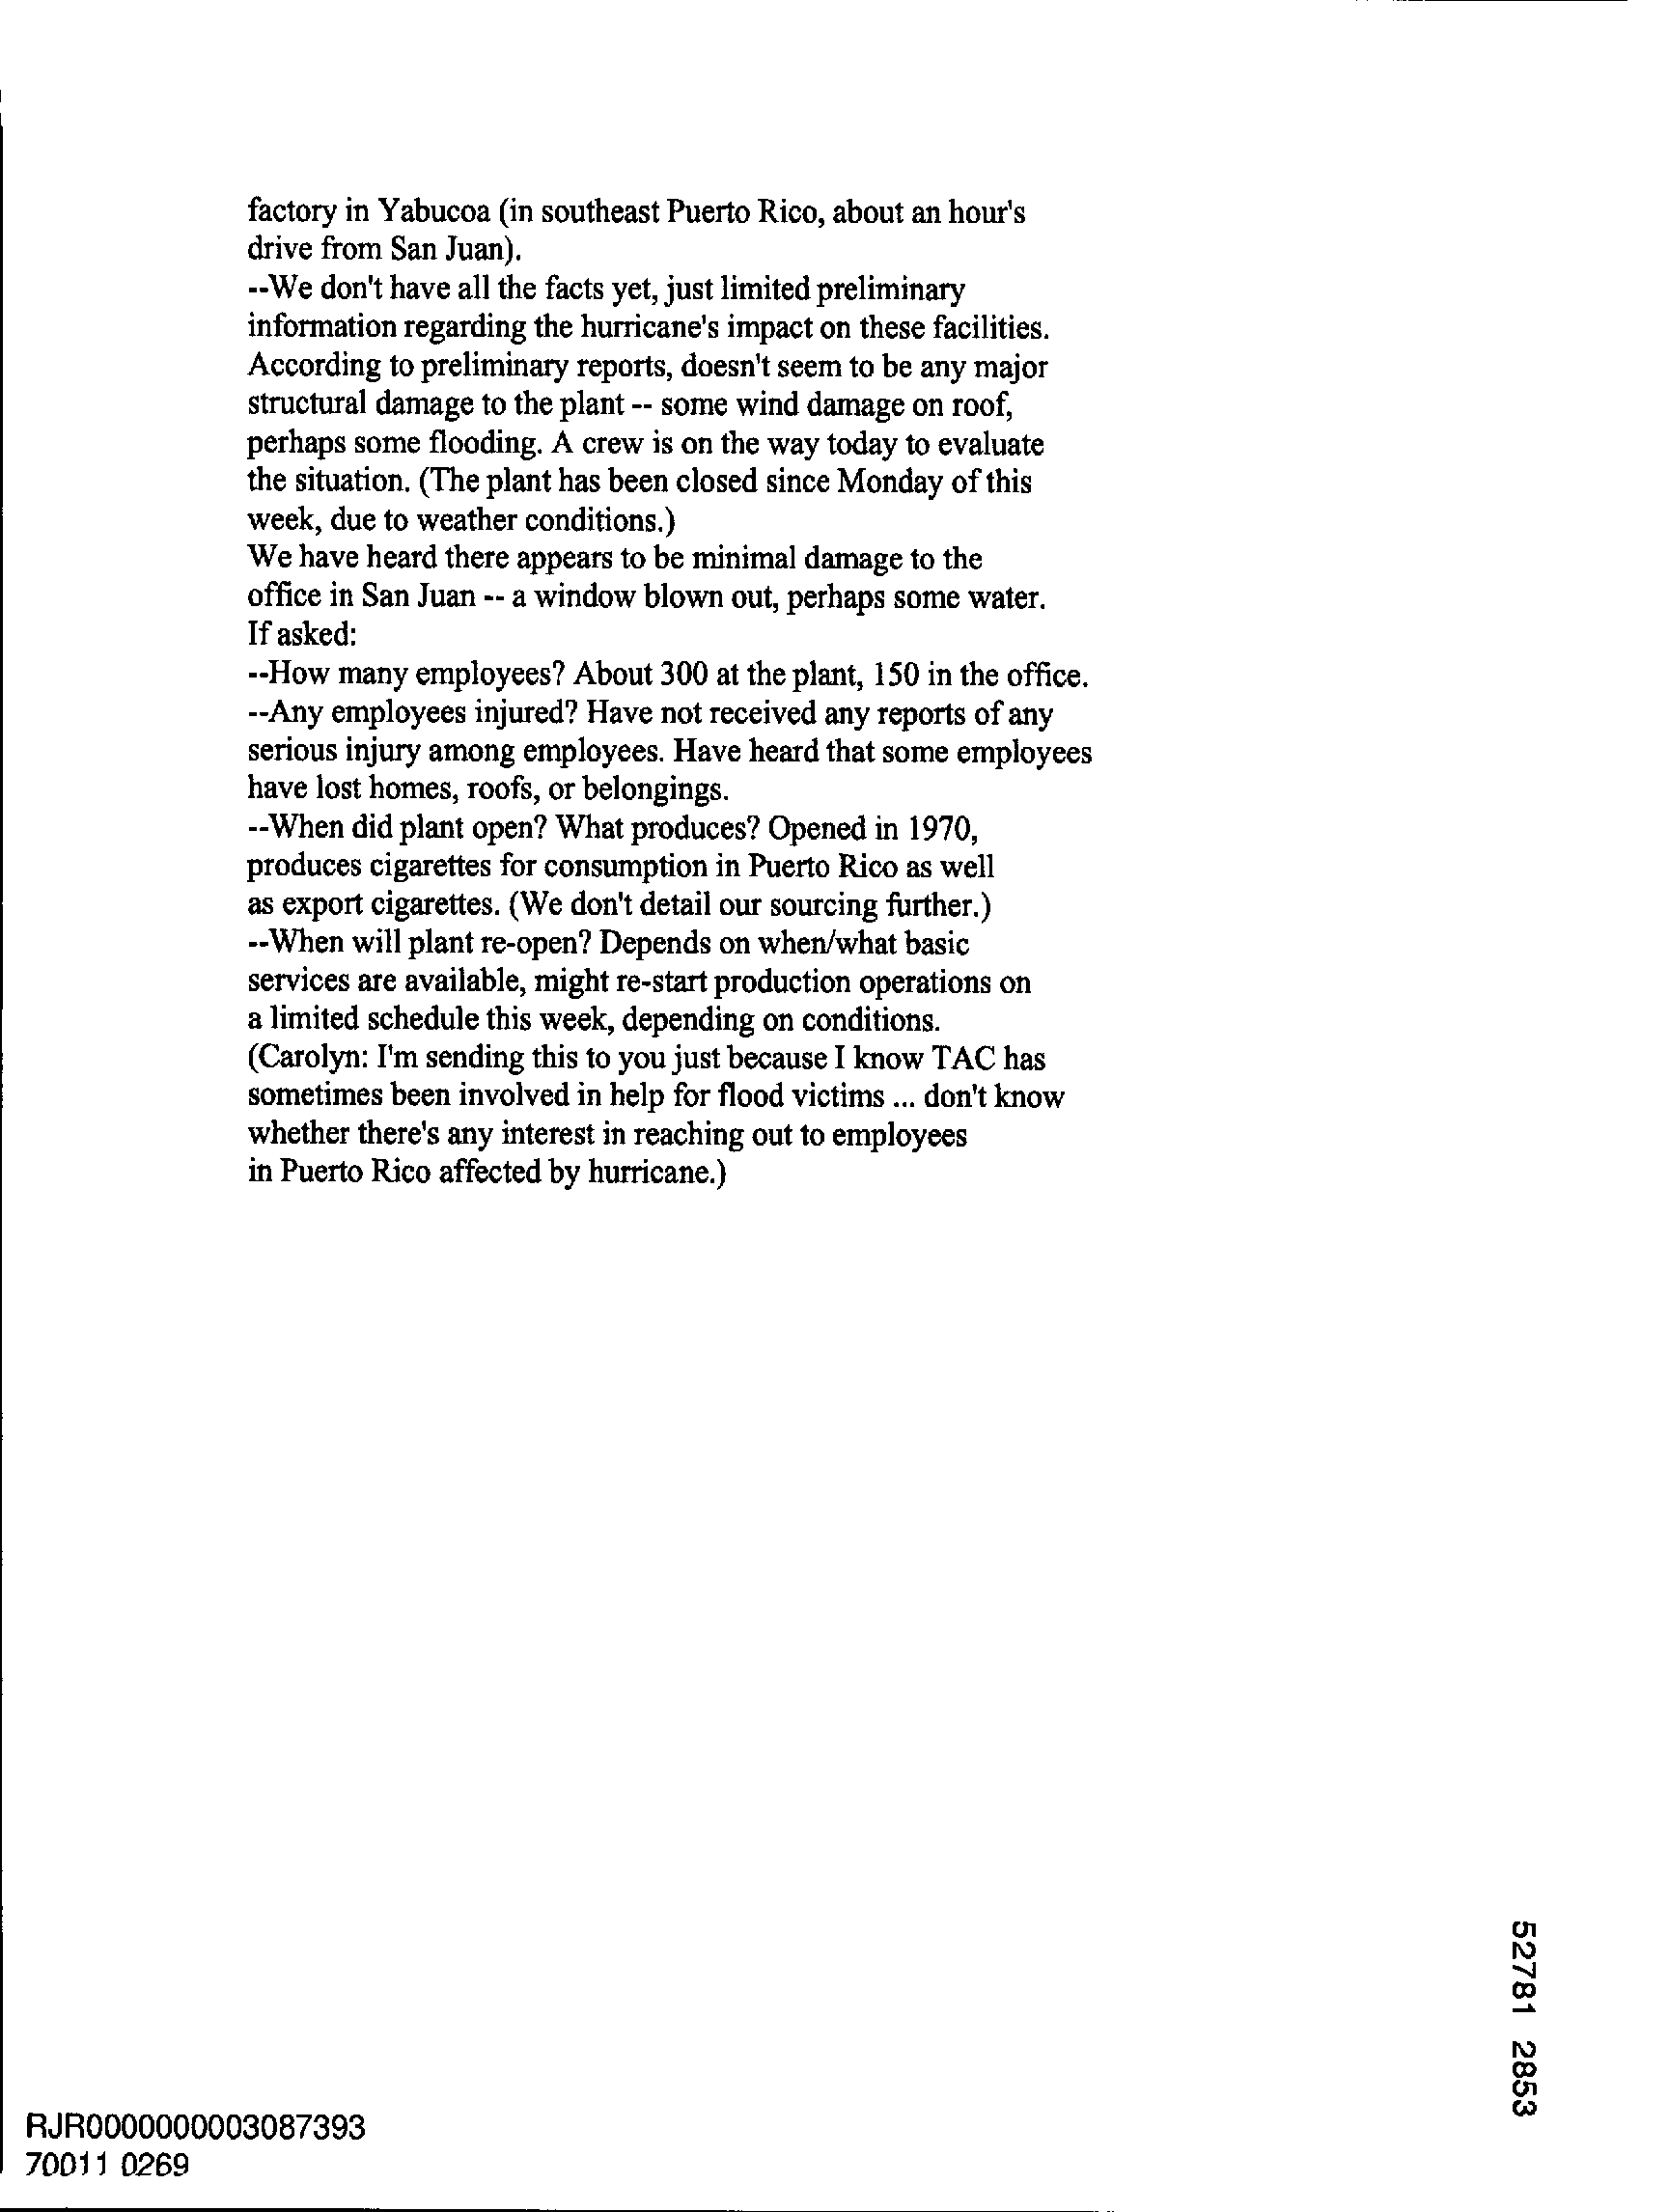 factory in Yabucoa (in southeast Puerto Rico, about an hour's
drive from San Juan).
--We don't have all the facts yet, just limited preliminary
information regarding the hurricane's impact on these facilities.
According to preliminary reports, doesn't seem to be any major
structural damage to the plant -- some wind damage on roof,
perhaps some flooding. A crew is on the way today to evaluate
the situation. (The plant has been closed since Monday of this
week, due to weather conditions.)
We have heard there appears to be minimal damage to the
office in San Juan -- a window blown out, perhaps some water.
If asked:
--How many employees? About 300 at the plant, 150 in the office.
--Any employees injured? Have not received any reports of any
serious injury among employees. Have heard that some employees
have lost homes, roofs, or belongings.
--When did plant open? What produces? Opened in 1970,
produces cigarettes for consumption in Puerto Rico as well
as export cigarettes. (We don't detail our sourcing further.)
--When will plant re-open? Depends on when/what basic
services are available, might re-start production operations on
a limited schedule this week, depending on conditions.
(Carolyn: I'm sending this to you just because I know TAC has
sometimes been involved in help for flood victims ... don't know
whether there's any interest in reaching out to employees
in Puerto Rico affected by hurricane.)
52781 2853
RJR0000000003087393
70011 0269